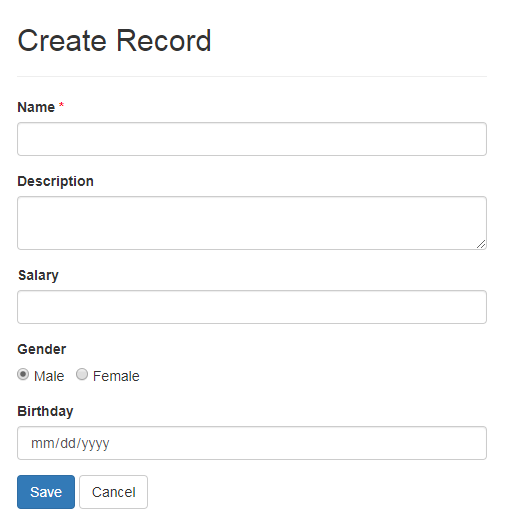 Create Record
Name *
Description
Salary
Gender
Male Female
Birthday
mm/dd/yyyy
Save Cancel